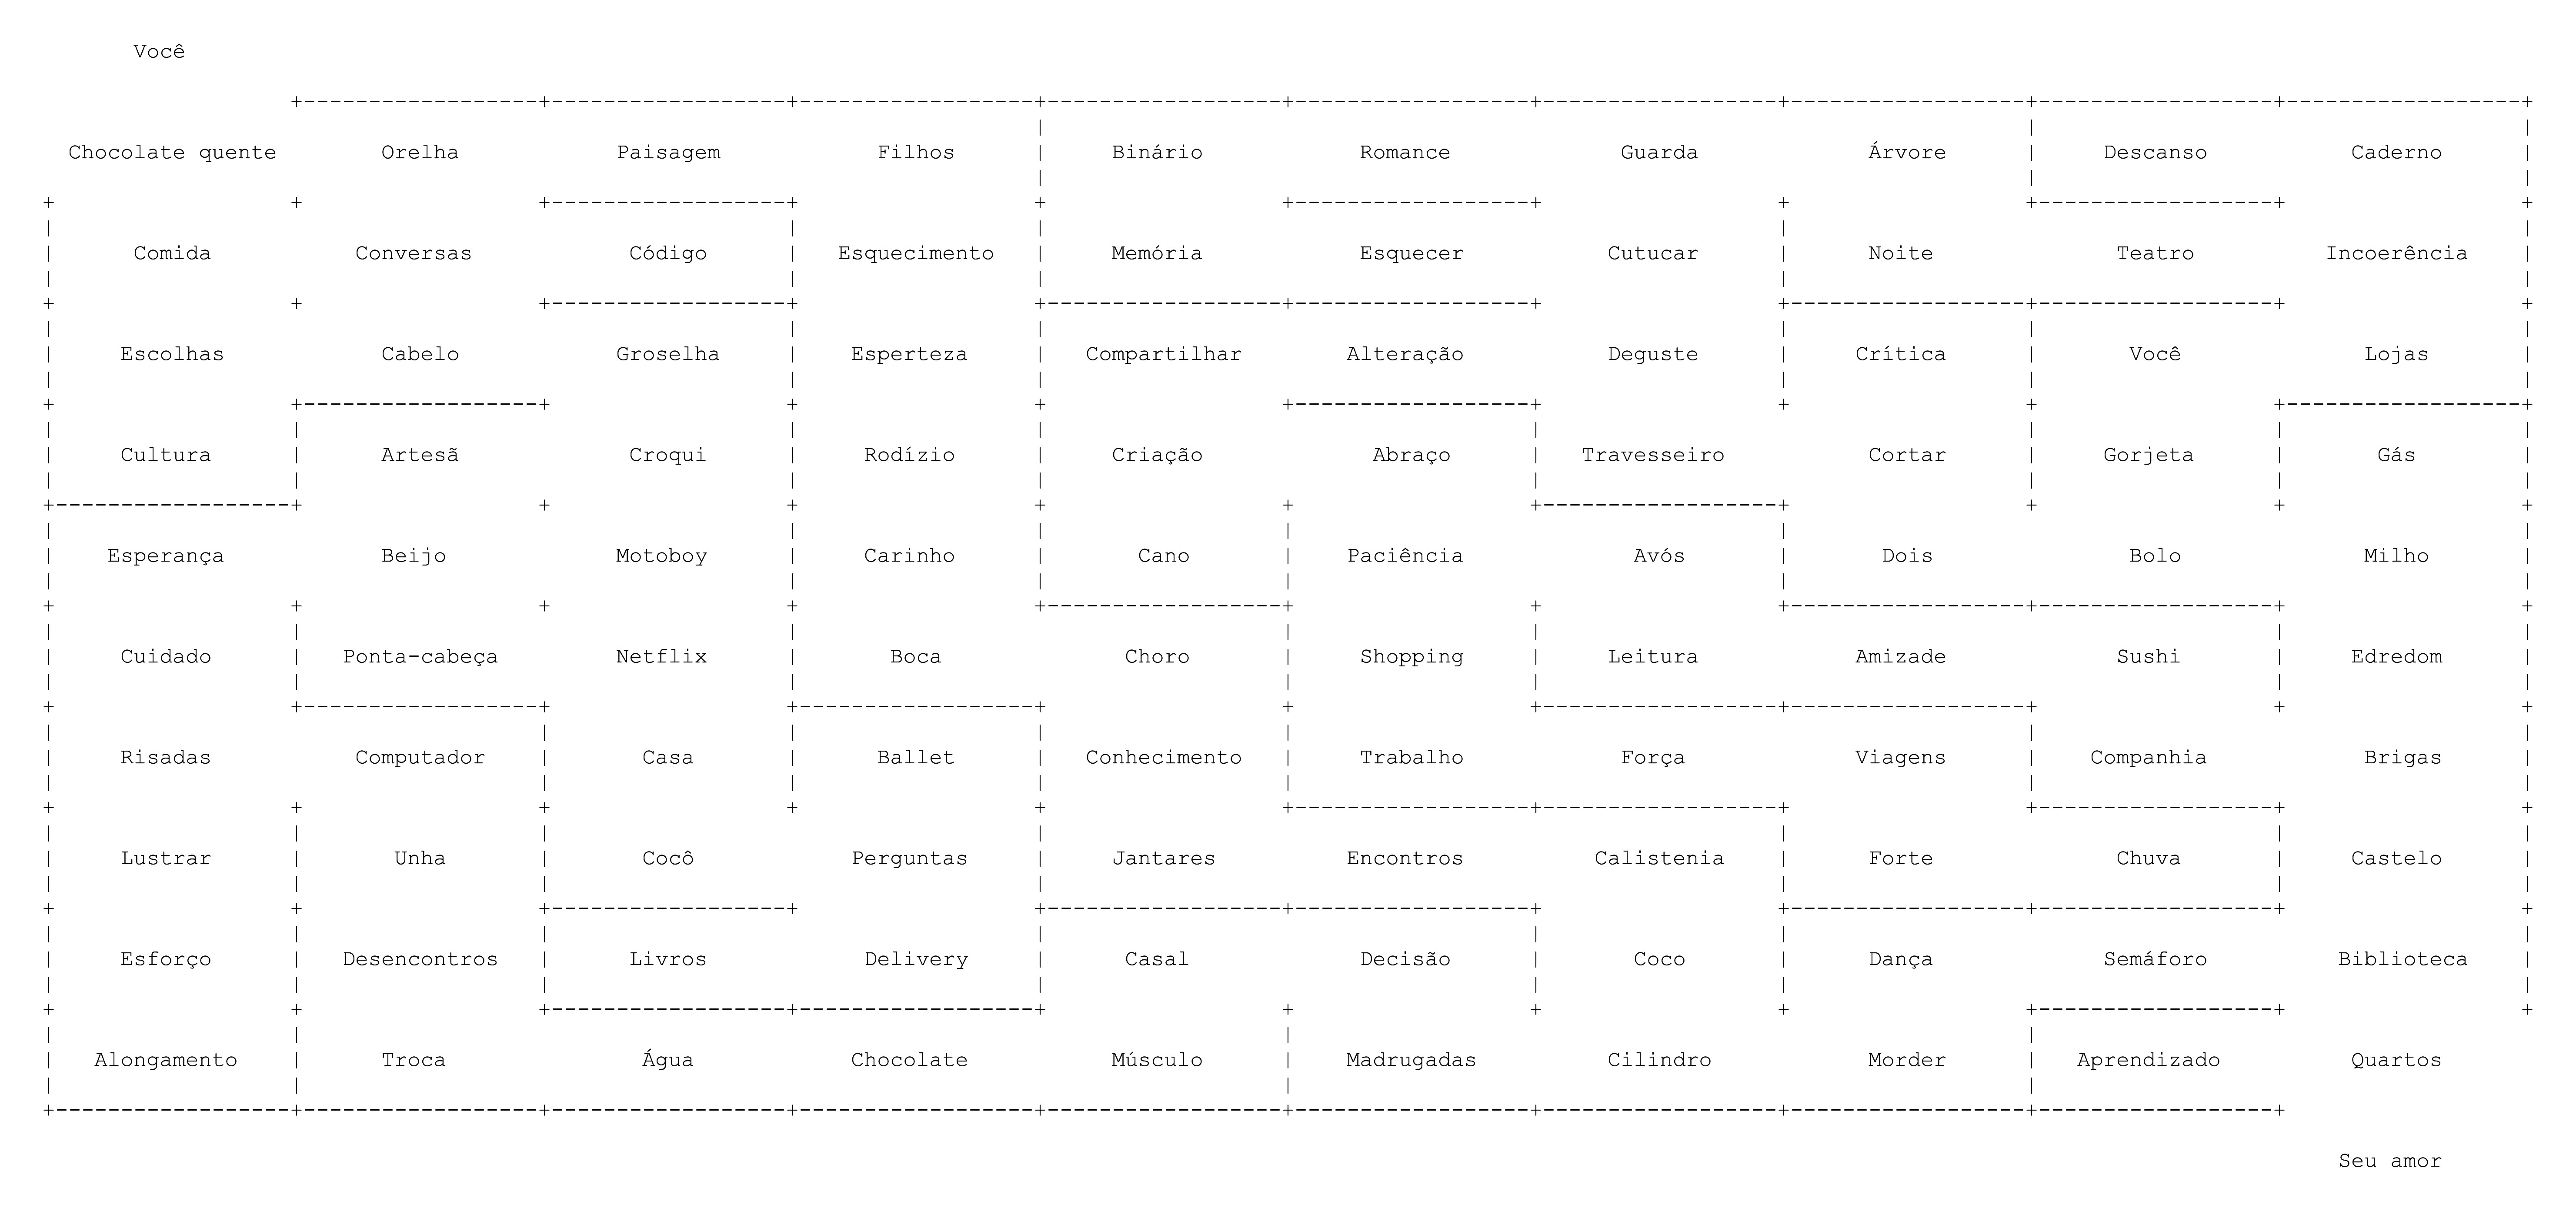 Você
Chocolate quente Orelha Paisagem Filhos Binário Romance Guarda Árvore Descanso Caderno
Comida Conversas Código Esquecimento Memória Esquecer Cutucar Noite Teatro Incoerência
Escolhas Cabelo Groselha Esperteza Compartilhar Alteração Deguste Crítica Você Lojas
Cultura Artesã Croqui Rodízio Criação Abraço Travesseiro Cortar Gorjeta Gás
Esperança Beijo Motoboy Carinho Cano Paciência Avós Dois Bolo Milho
Cuidado Ponta-cabeça Netflix Boca Choro Shopping Leitura Amizade Sushi Edredom
Risadas Computador Casa Ballet Conhecimento Trabalho Força Viagens Companhia Brigas
Lustrar Unha Cocô Perguntas Jantares Encontros Calistenia Forte Chuva Castelo
Esforço Desencontros Livros Delivery Casal Decisão Coco Dança Semáforo Biblioteca
Alongamento Troca Água Chocolate Músculo Madrugadas Cilindro Morder Aprendizado Quartos
Seu amor